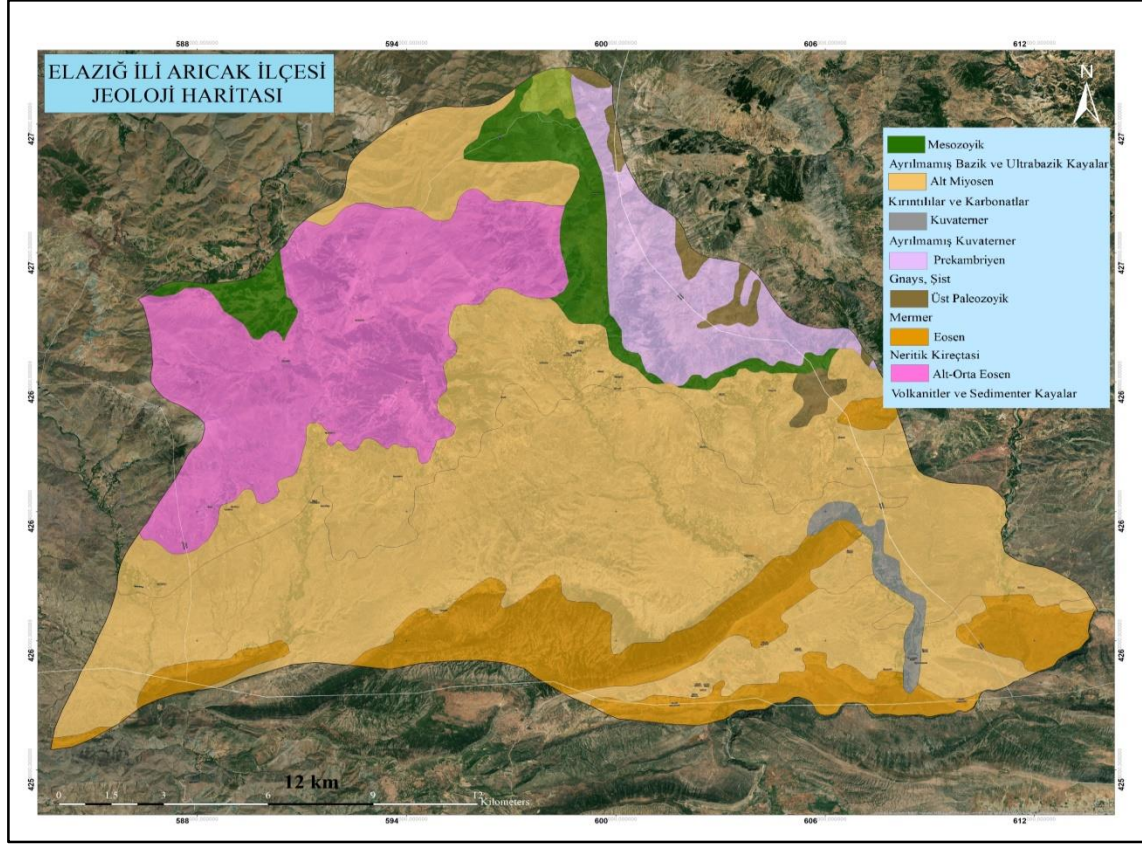 588
594
600
606
612
ELAZIĞ İLİ ARICAK İLÇESİ
JEOLOJİ HARİTASI
N
427
427
Mesozoyik
Ayrılmamış Bazik ve Ultrabazik Kayalar
Alt Miyosen
Kırıntılılar ve Karbonatlar
Kuvaterner
Ayrılmamış Kuvaterner
Prekambriyen
Gnays, Şist
Üst Paleozoyik
Mermer
Eosen
Neritik Kireçtasi
Alt-Orta Eosen
Volkanitler ve Sedimenter Kayalar
427
427
426
426
426
426
426
426
425
425
12 km
0 1.5 3 6 9 12
Kilometers
588
594
600
606
612